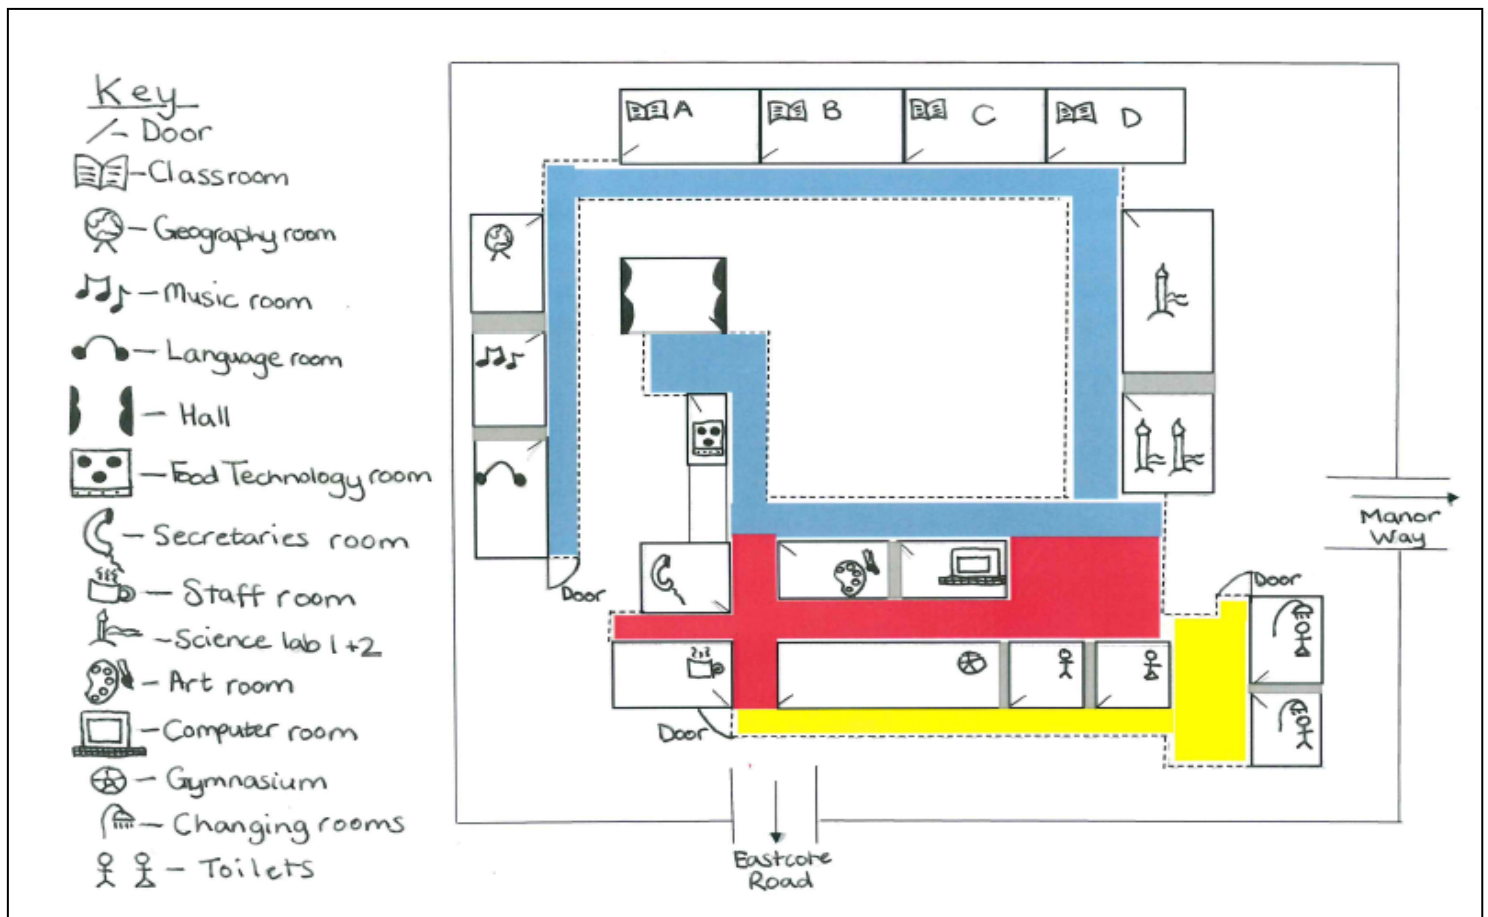 Key
- Door
- Classroom
- Geography room
- Music room
- Language room
- Hall
- Food Technology room
- Secretaries room
- Staff room
- Science lab 1+2
- Art room
- Computer room
- Gymnasium
- Changing rooms
- Toilets
A
B
C
D
Door
Door
Door
Manor
Way
Eastcote
Road